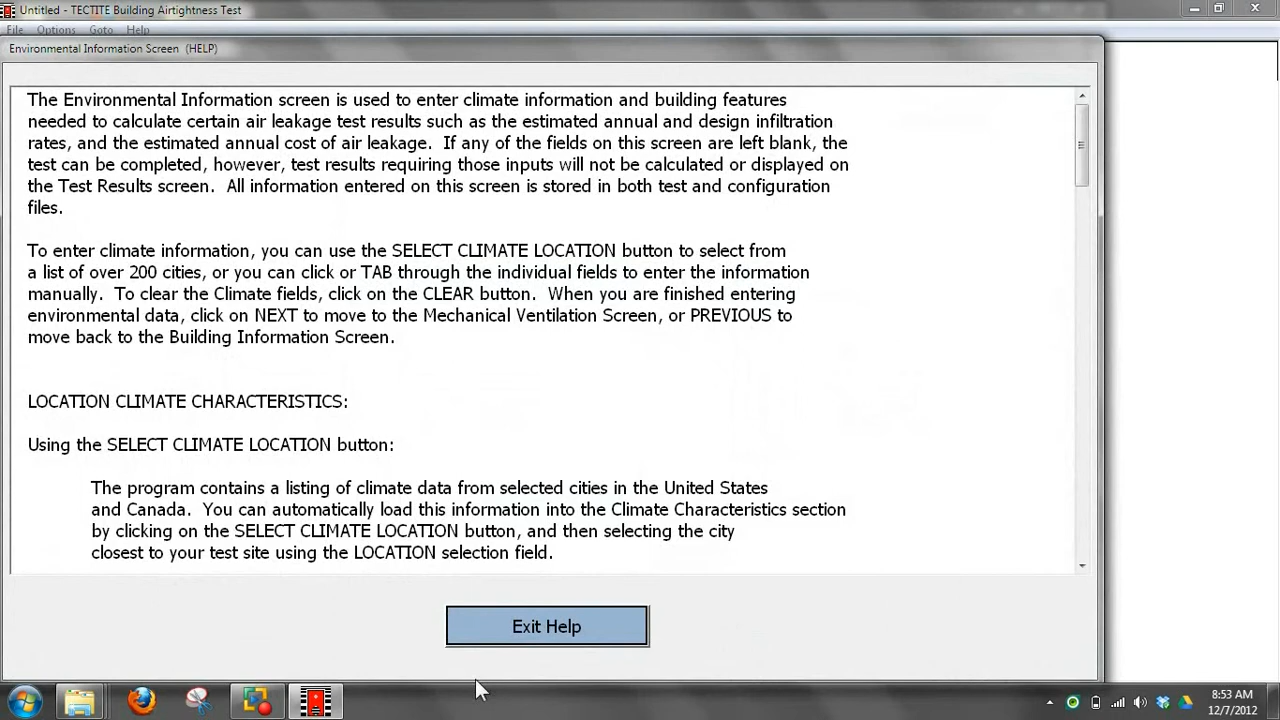 Untitled - TECTITE Building Airtightness Test
File Options Goto Help
Environmental Information Screen (HELP)
The Environmental Information screen is used to enter climate information and building features
needed to calculate certain air leakage test results such as the estimated annual and design infiltration
rates, and the estimated annual cost of air leakage. If any of the fields on this screen are left blank, the
test can be completed, however, test results requiring those inputs will not be calculated or displayed on
the Test Results screen. All information entered on this screen is stored in both test and configuration
files.
To enter climate information, you can use the SELECT CLIMATE LOCATION button to select from
a list of over 200 cities, or you can click or TAB through the individual fields to enter the information
manually. To clear the Climate fields, click on the CLEAR button. When you are finished entering
environmental data, click on NEXT to move to the Mechanical Ventilation Screen, or PREVIOUS to
move back to the Building Information Screen.
LOCATION CLIMATE CHARACTERISTICS:
Using the SELECT CLIMATE LOCATION button:
The program contains a listing of climate data from selected cities in the United States
and Canada. You can automatically load this information into the Climate Characteristics section
by clicking on the SELECT CLIMATE LOCATION button, and then selecting the city
closest to your test site using the LOCATION selection field.
Exit Help
8:53 AM
12/7/2012